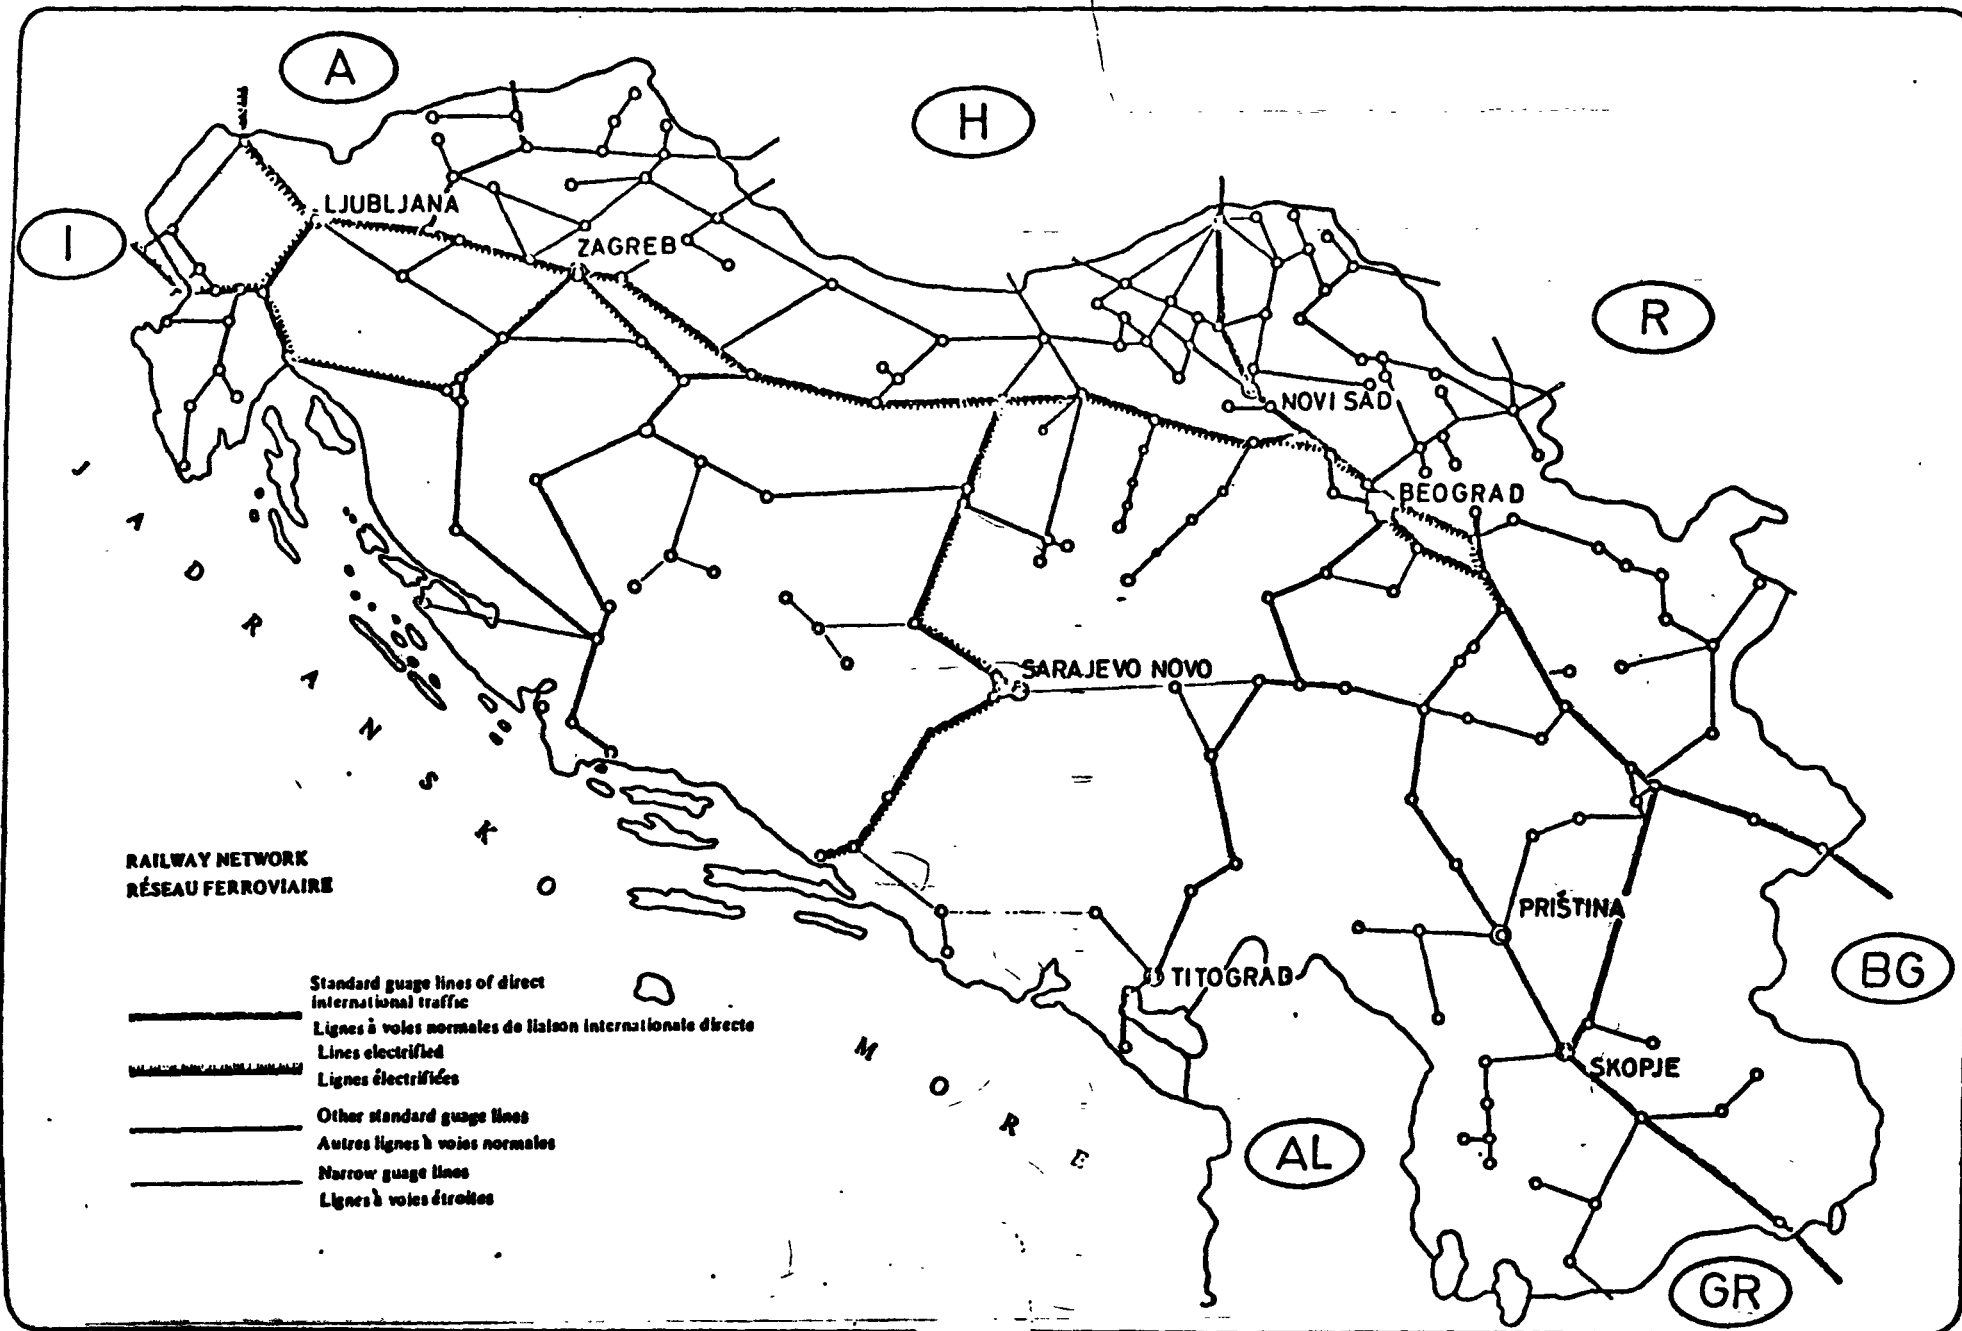 A
H
I
R
LJUBLJANA
ZAGREB
NOVI SAD
BEOGRAD
SARAJEVO NOVO
PRIŠTINA
TITOGRAD
SKOPJE
BG
AL
GR
JADRANSKO MORE
RAILWAY NETWORK
RÉSEAU FERROVIAIRE
Standard guage lines of direct
international traffic
Lignes à voies normales de liaison internationale directe
Lines electrified
Lignes électrifiées
Other standard guage lines
Autres lignes à voies normales
Narrow guage lines
Lignes à voies étroites